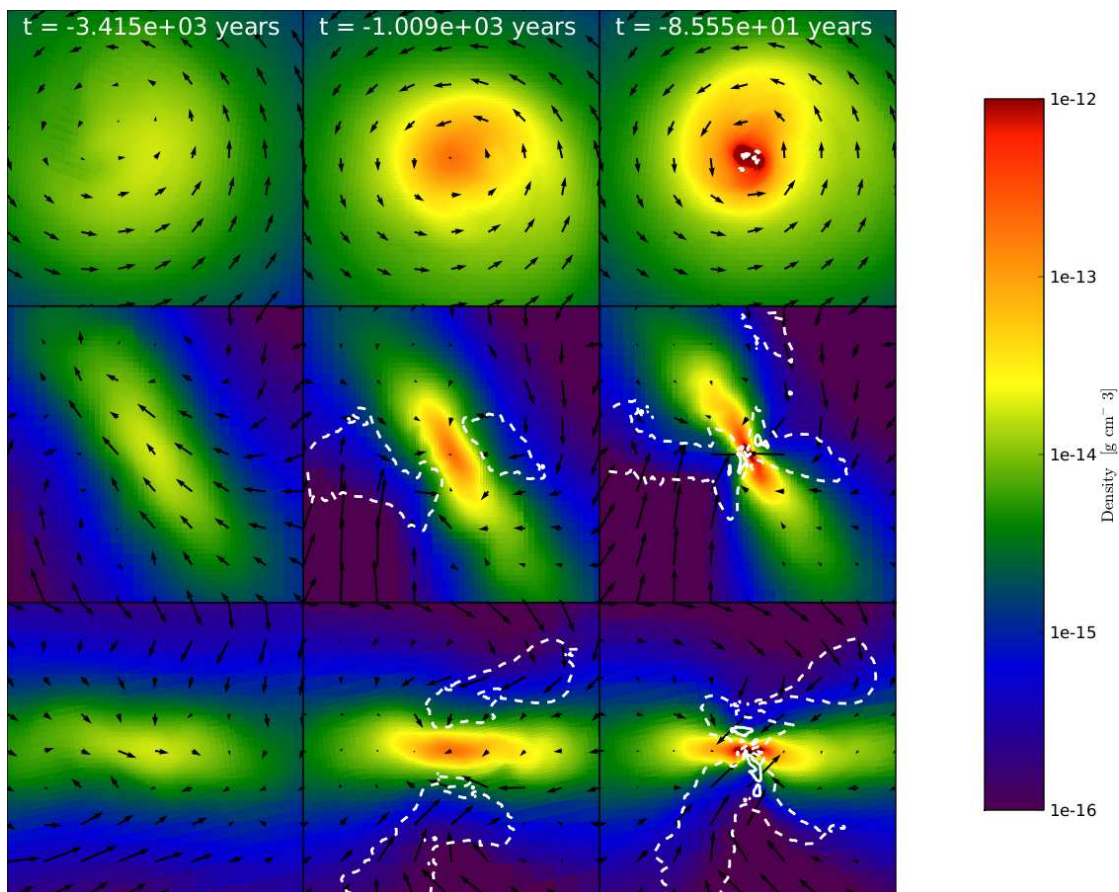 t = -3.415e+03 years t = -1.009e+03 years t = -8.555e+01 years
1e-12
1e-13
1e-14
1e-15
1e-16
Density [g cm⁻ 3]